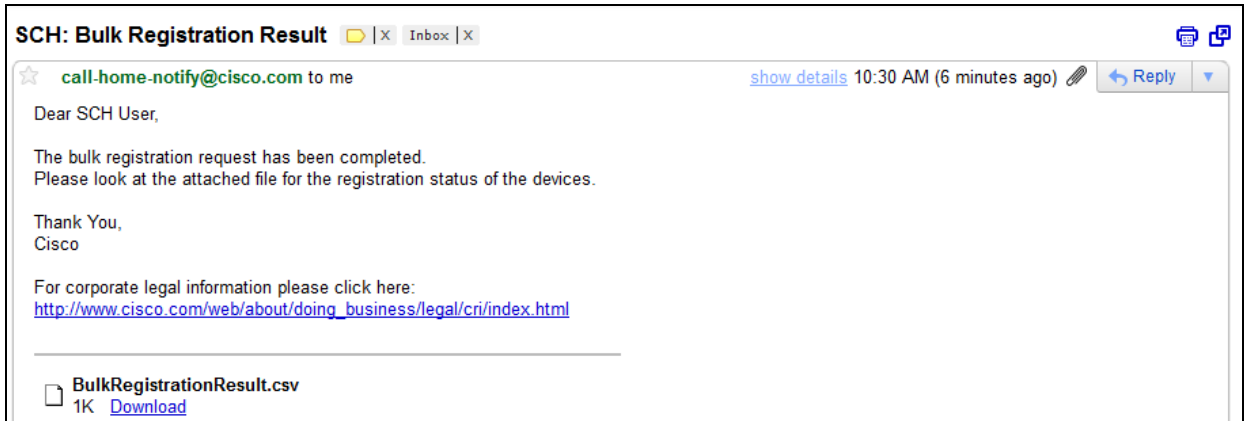 SCH: Bulk Registration Result X Inbox X
call-home-notify@cisco.com to me show details 10:30 AM (6 minutes ago) Reply
Dear SCH User,
The bulk registration request has been completed.
Please look at the attached file for the registration status of the devices.
Thank You,
Cisco
For corporate legal information please click here:
http://www.cisco.com/web/about/doing_business/legal/cri/index.html
BulkRegistrationResult.csv
1K Download